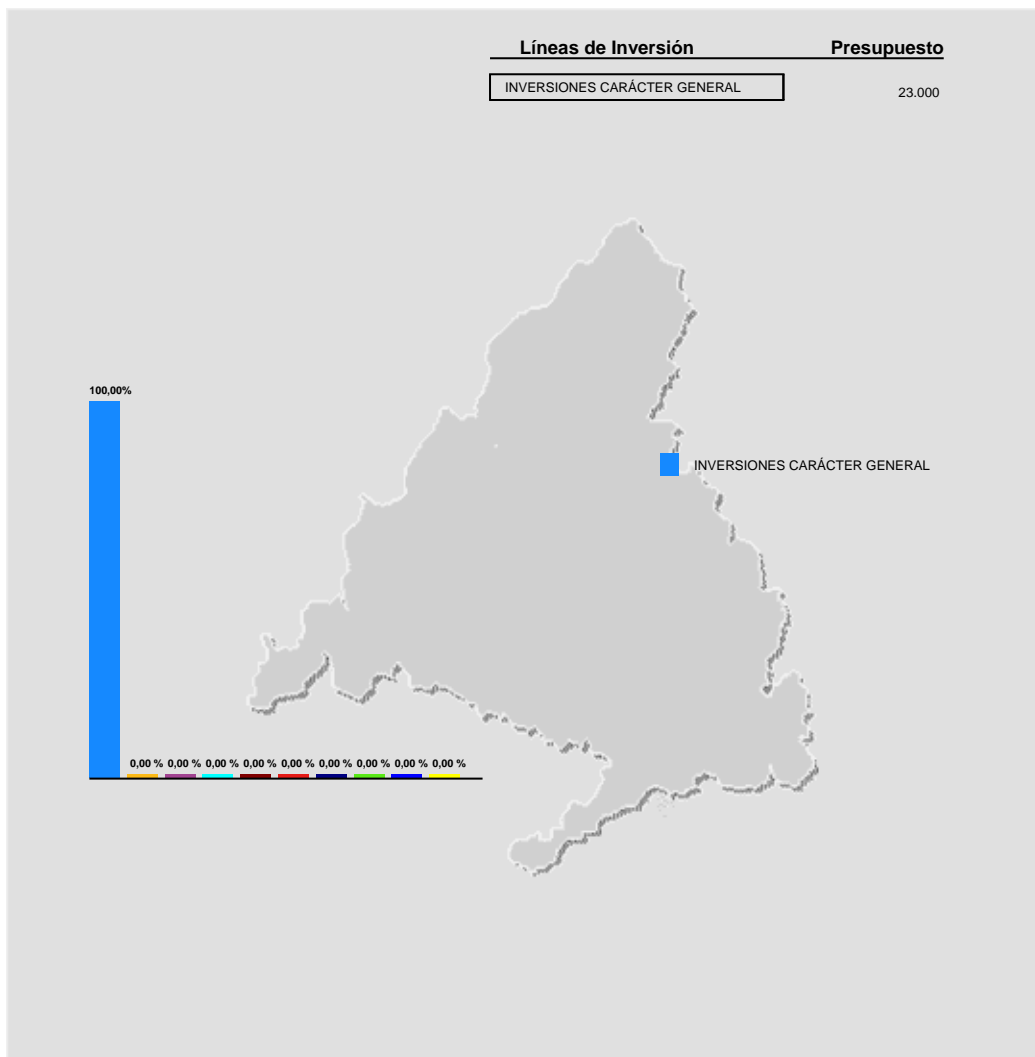 Líneas de Inversión Presupuesto
INVERSIONES CARÁCTER GENERAL 23.000
100,00%
INVERSIONES CARÁCTER GENERAL
0,00 % 0,00 % 0,00 % 0,00 % 0,00 % 0,00 % 0,00 % 0,00 % 0,00 %